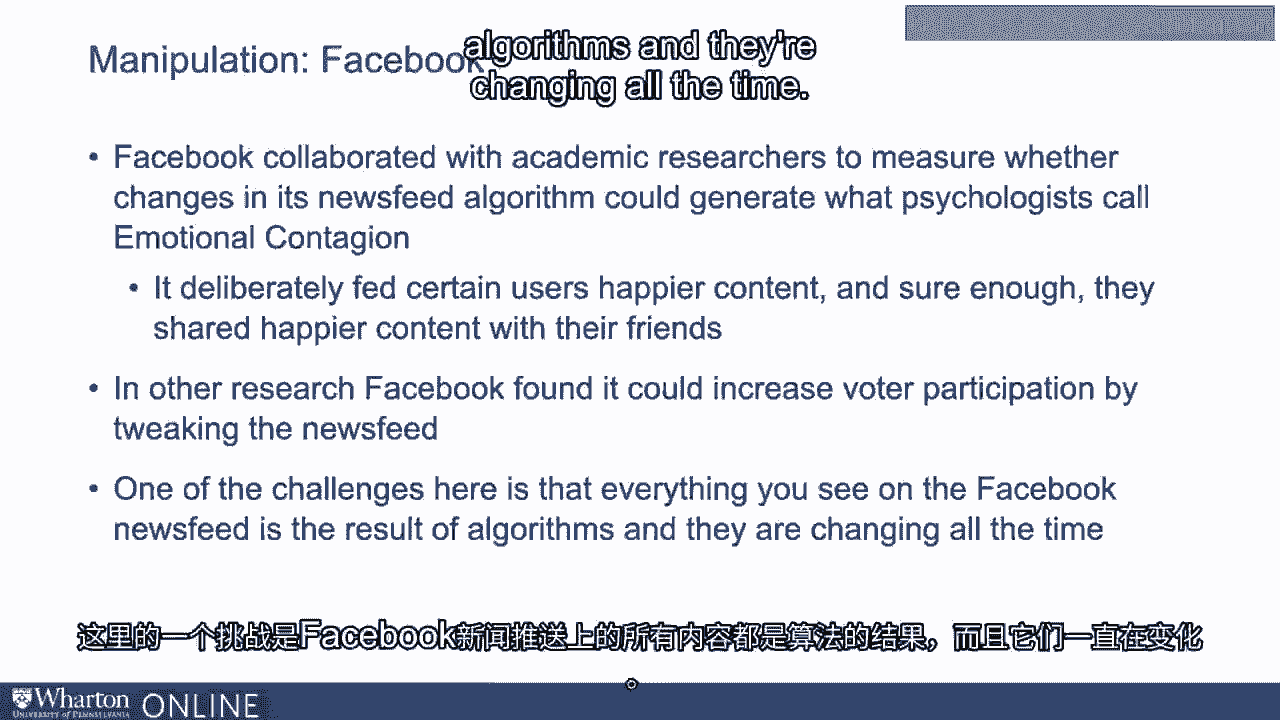 Manipulation: Facebook
algorithms and they're
changing all the time.
• Facebook collaborated with academic researchers to measure whether
changes in its newsfeed algorithm could generate what psychologists call
Emotional Contagion
• It deliberately fed certain users happier content, and sure enough, they
shared happier content with their friends
• In other research Facebook found it could increase voter participation by
tweaking the newsfeed
• One of the challenges here is that everything you see on the Facebook
newsfeed is the result of algorithms and they are changing all the time
这里的一个挑战是Facebook新闻推送上的所有内容都是算法的结果，而且它们一直在变化
Wharton ONLINE
UNIVERSITY of PENNSYLVANIA